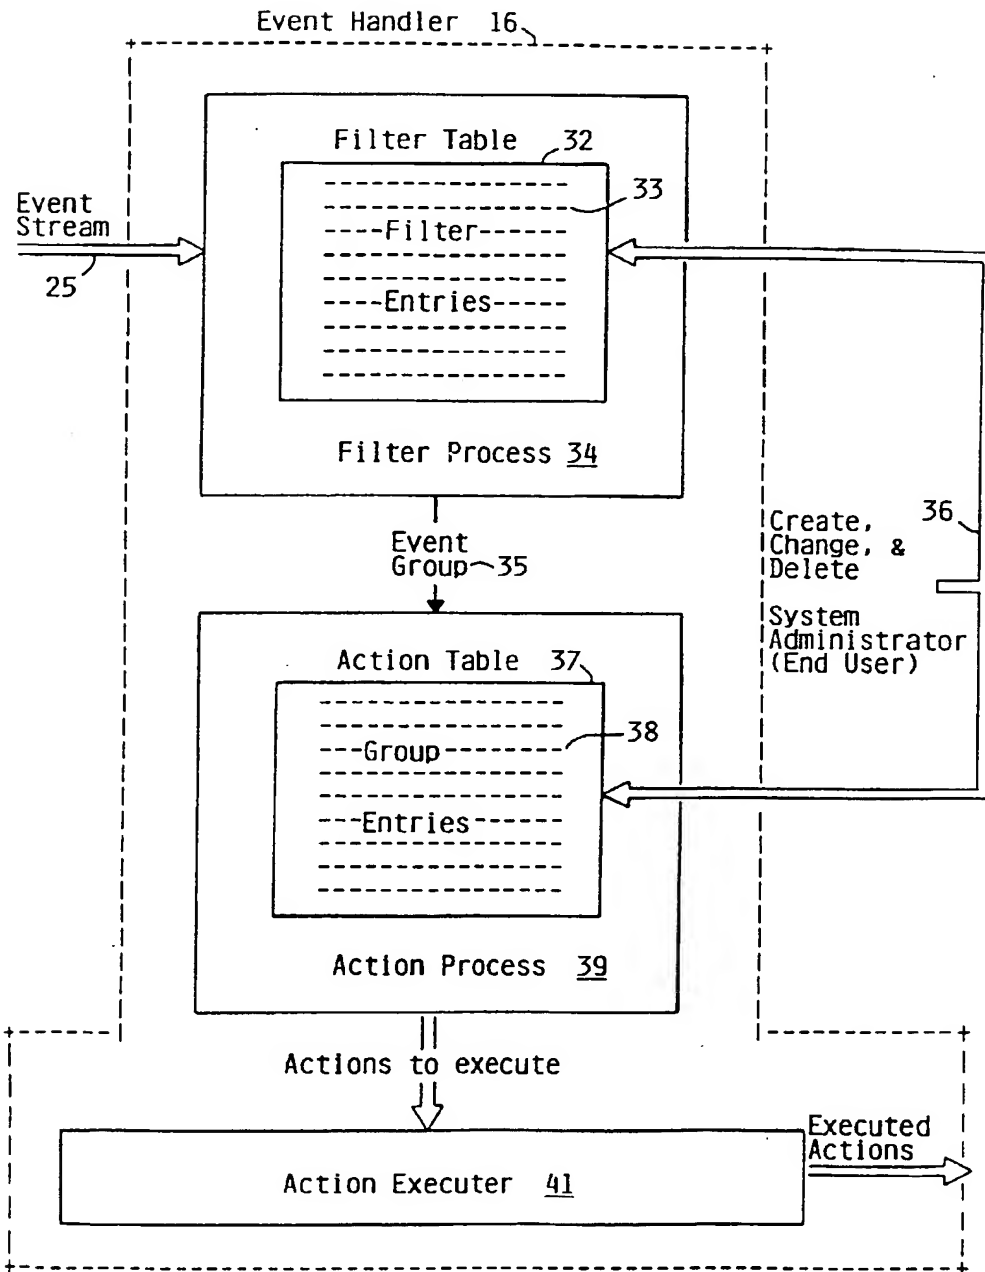 Event Handler 16
Filter Table 32
33
Event
Stream
25
----Filter-----
----Entries-----
Filter Process 34
Event
Group 35
Create,
Change, &
Delete
36
System
Administrator
(End User)
Action Table 37
---Group--------- 38
---Entries------
Action Process 39
Actions to execute
Executed
Actions
Action Executer 41